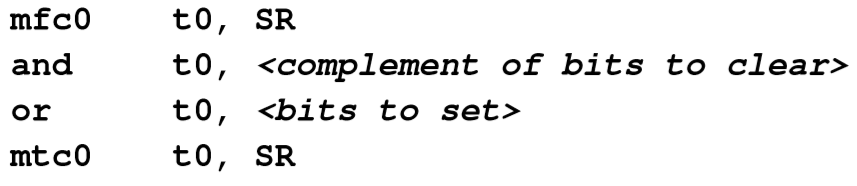 mfc0 t0, SR
and t0, <complement of bits to clear>
or t0, <bits to set>
mtc0 t0, SR